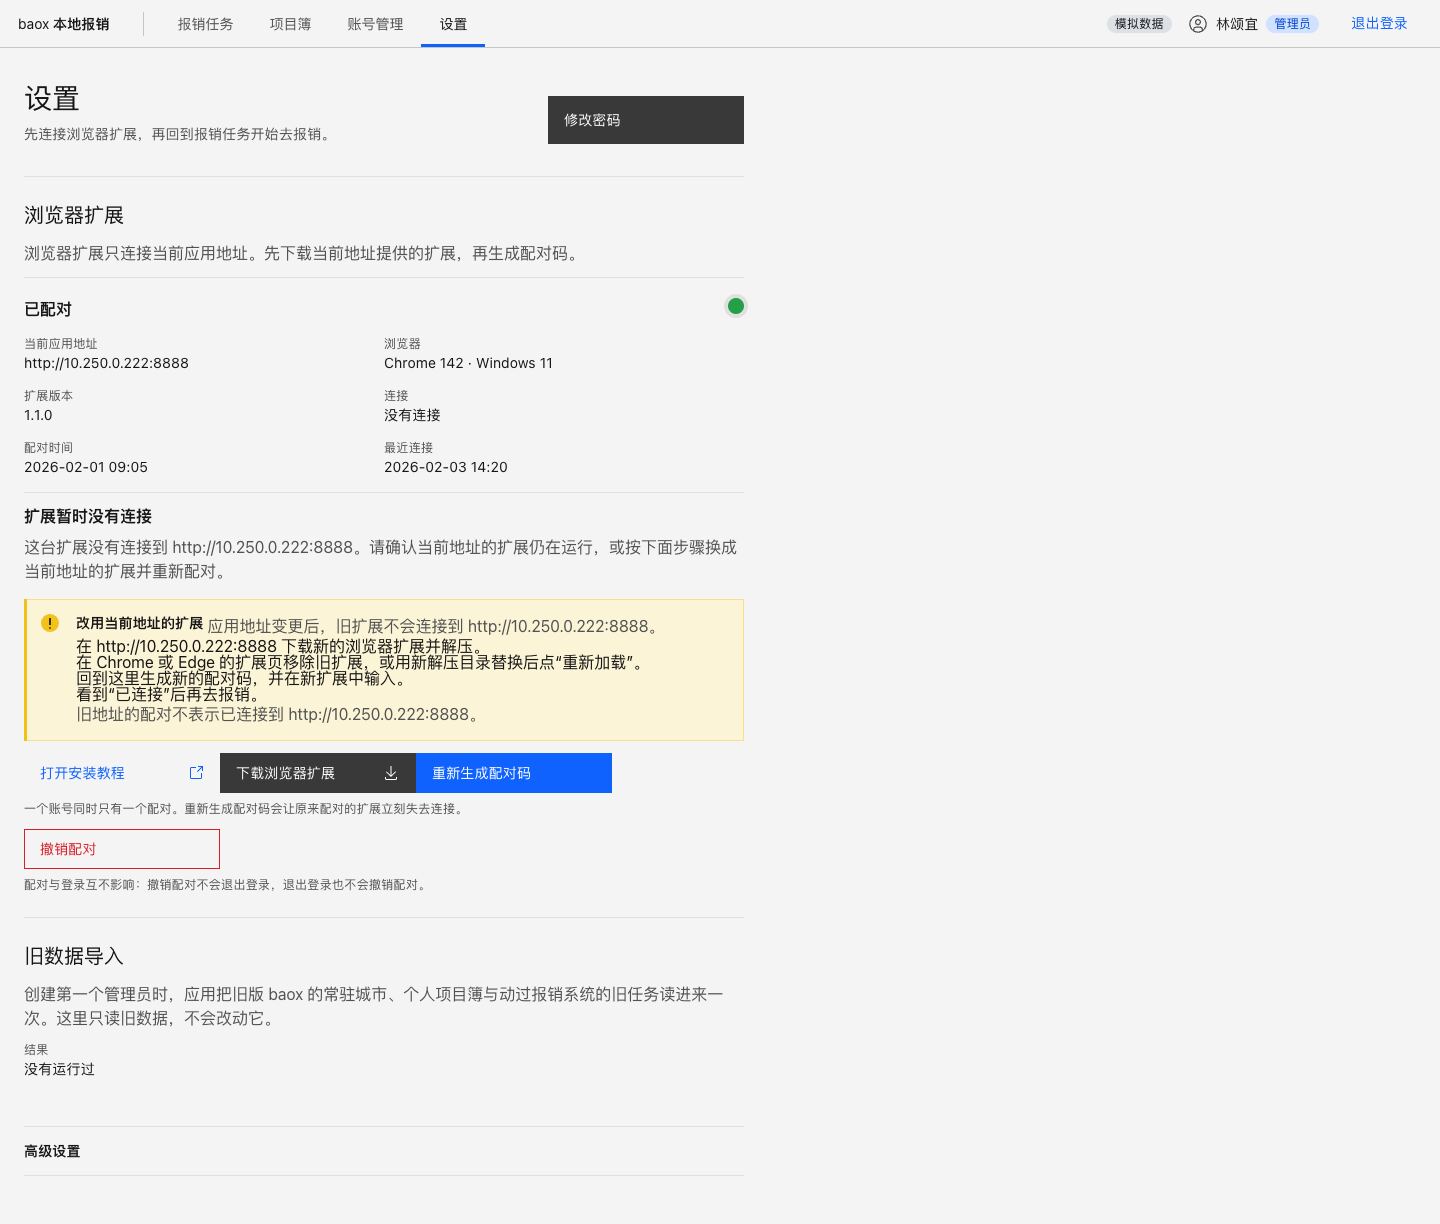 baox 本地报销
报销任务
项目簿
账号管理
设置
模拟数据
林颂宜
管理员
退出登录
设置
先连接浏览器扩展，再回到报销任务开始去报销。
修改密码
浏览器扩展
浏览器扩展只连接当前应用地址。先下载当前地址提供的扩展，再生成配对码。
已配对
当前应用地址
http://10.250.0.222:8888
浏览器
Chrome 142 · Windows 11
扩展版本
1.1.0
连接
没有连接
配对时间
2026-02-01 09:05
最近连接
2026-02-03 14:20
扩展暂时没有连接
这台扩展没有连接到 http://10.250.0.222:8888。请确认当前地址的扩展仍在运行，或按下面步骤换成
当前地址的扩展并重新配对。
改用当前地址的扩展 应用地址变更后，旧扩展不会连接到 http://10.250.0.222:8888。
在 http://10.250.0.222:8888 下载新的浏览器扩展并解压。
在 Chrome 或 Edge 的扩展页移除旧扩展，或用新解压目录替换后点“重新加载”。
回到这里生成新的配对码，并在新扩展中输入。
看到“已连接”后再去报销。
旧地址的配对不表示已连接到 http://10.250.0.222:8888。
打开安装教程
下载浏览器扩展
重新生成配对码
一个账号同时只有一个配对。重新生成配对码会让原来配对的扩展立刻失去连接。
撤销配对
配对与登录互不影响：撤销配对不会退出登录，退出登录也不会撤销配对。
旧数据导入
创建第一个管理员时，应用把旧版 baox 的常驻城市、个人项目簿与动过报销系统的旧任务读进来一
次。这里只读旧数据，不会改动它。
结果
没有运行过
高级设置